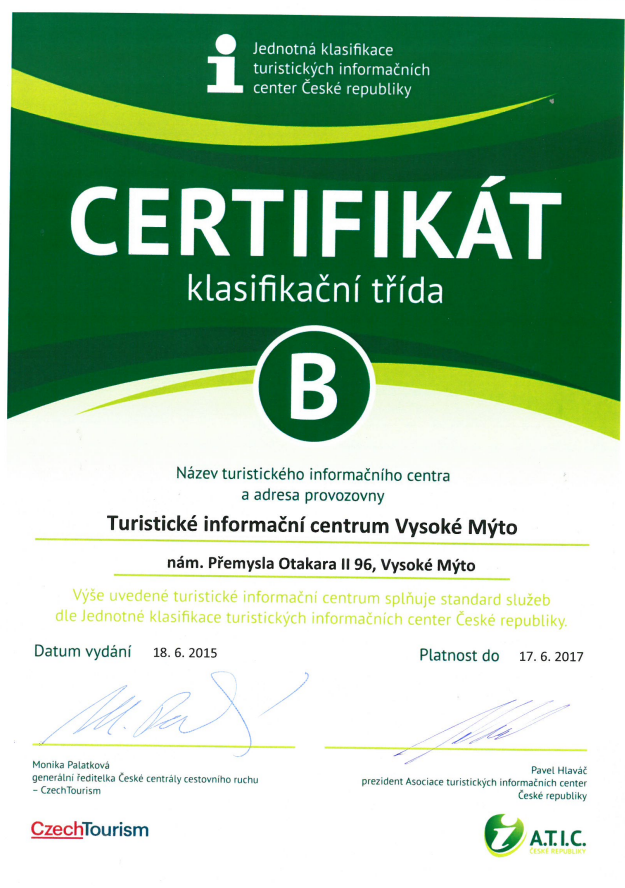 Jednotná klasifikace
turistických informačních
center České republiky
CERTIFIKÁT
klasifikační třída
B
Název turistického informačního centra
a adresa provozovny
Turistické informační centrum Vysoké Mýto
nám. Přemysla Otakara II 96, Vysoké Mýto
Výše uvedené turistické informační centrum splňuje standard služeb
dle Jednotné klasifikace turistických informačních center České republiky.
Datum vydání 18. 6. 2015
Platnost do 17. 6. 2017
Monika Palatková
generální ředitelka České centrály cestovního ruchu
– CzechTourism
Pavel Hlaváč
prezident Asociace turistických informačních center
České republiky
CzechTourism
A.T.I.C.
ČESKÉ REPUBLIKY